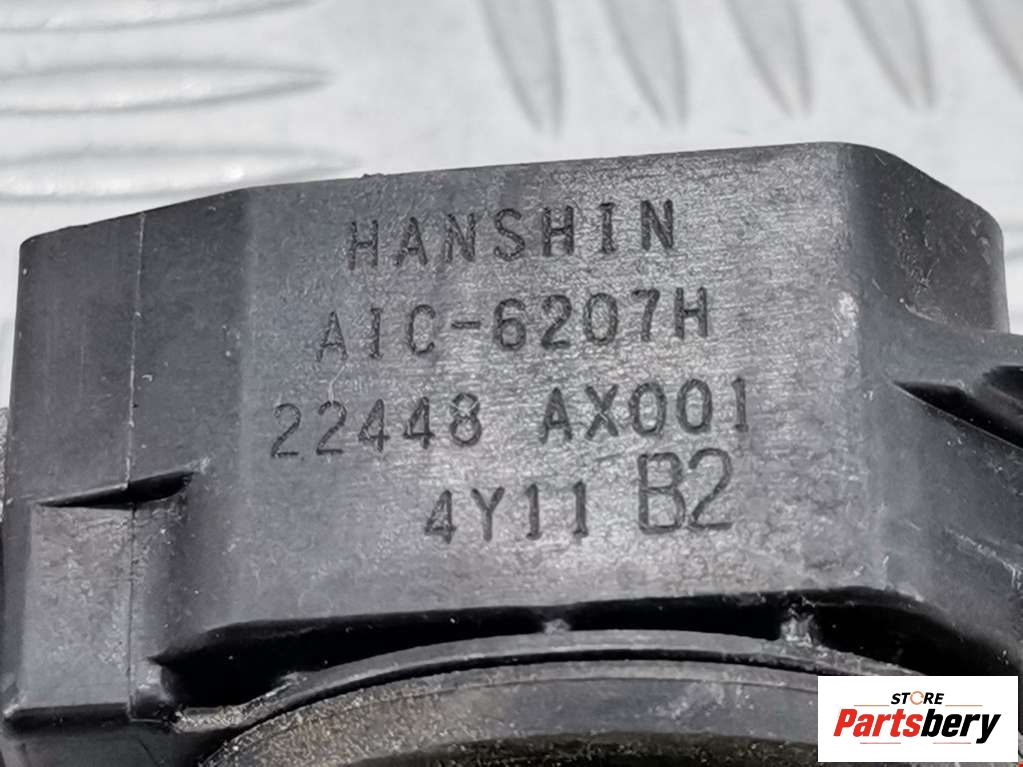 HANSHIN
AIC-6207H
22448 AX001
4Y11 B2
STORE
Partsbery